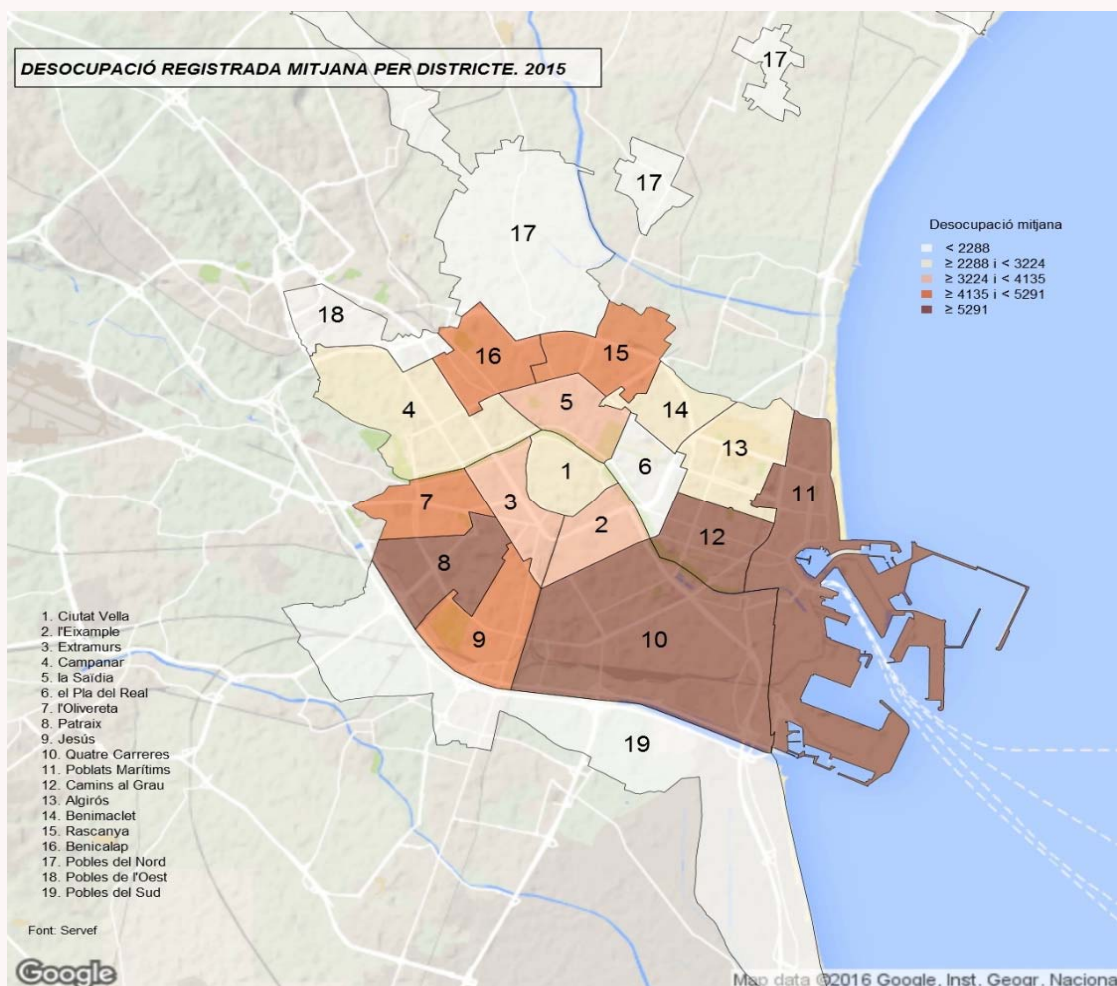 DESOCUPACIÓ REGISTRADA MITJANA PER DISTRICTE. 2015
17
17
17
Desocupació mitjana
< 2288
≥ 2288 i < 3224
≥ 3224 i < 4135
≥ 4135 i < 5291
≥ 5291
18
16
15
5
4
14
13
1
6
11
7
3
2
12
8
9
10
19
1. Ciutat Vella
2. l'Eixample
3. Extramurs
4. Campanar
5. la Saïdia
6. el Pla del Real
7. l'Olivereta
8. Patraix
9. Jesús
10. Quatre Carreres
11. Poblats Marítims
12. Camins al Grau
13. Algirós
14. Benimaclet
15. Rascanya
16. Benicalap
17. Pobles del Nord
18. Pobles de l'Oest
19. Pobles del Sud
Font: Servef
Google
Map data ©2016 Google, Inst. Geogr. Naciona